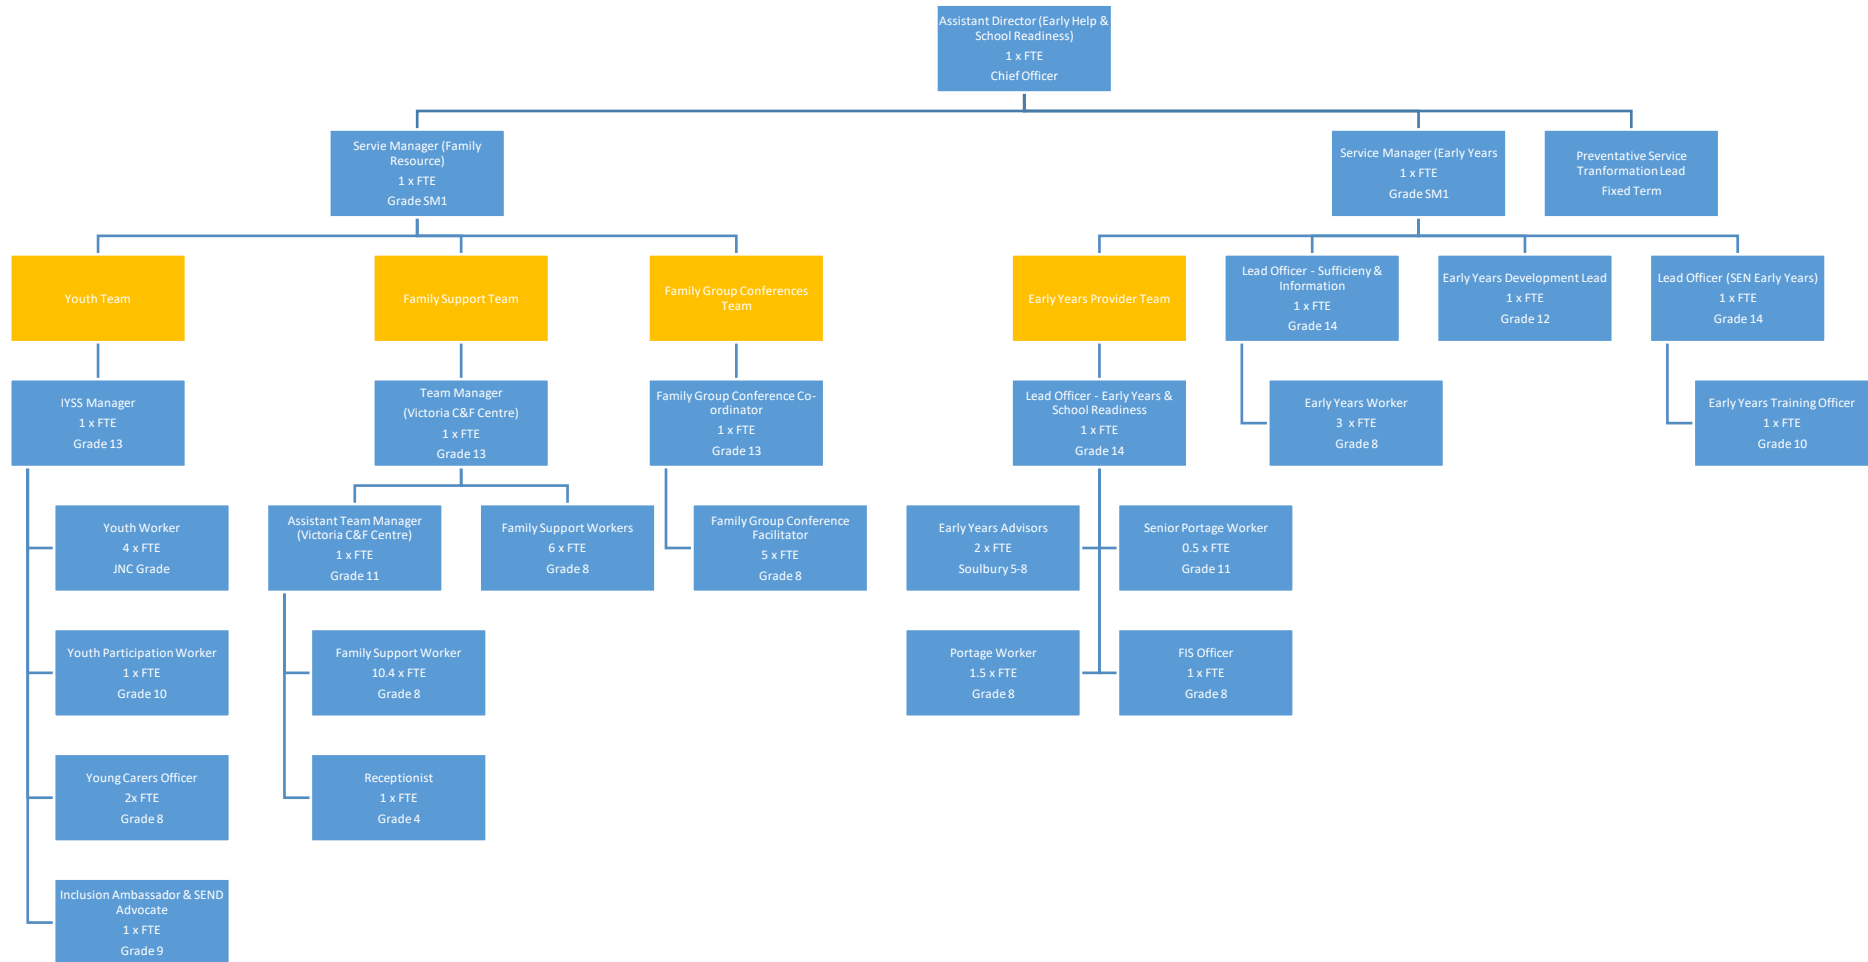 Assistant Director (Early Help &
School Readiness)
1 x FTE
Chief Officer
Servie Manager (Family
Resource)
1 x FTE
Grade SM1
Service Manager (Early Years
1 x FTE
Grade SM1
Preventative Service
Tranformation Lead
Fixed Term
Youth Team
Family Support Team
Family Group Conferences
Team
Early Years Provider Team
Lead Officer - Sufficieny &
Information
1 x FTE
Grade 14
Early Years Development Lead
1 x FTE
Grade 12
Lead Officer (SEN Early Years)
1 x FTE
Grade 14
IYSS Manager
1 x FTE
Grade 13
Team Manager
(Victoria C&F Centre)
1 x FTE
Grade 13
Family Group Conference Co-
ordinator
1 x FTE
Grade 13
Lead Officer - Early Years &
School Readiness
1 x FTE
Grade 14
Early Years Worker
3 x FTE
Grade 8
Early Years Training Officer
1 x FTE
Grade 10
Youth Worker
4 x FTE
JNC Grade
Assistant Team Manager
(Victoria C&F Centre)
1 x FTE
Grade 11
Family Support Workers
6 x FTE
Grade 8
Family Group Conference
Facilitator
5 x FTE
Grade 8
Early Years Advisors
2 x FTE
Soulbury 5-8
Senior Portage Worker
0.5 x FTE
Grade 11
Youth Participation Worker
1 x FTE
Grade 10
Family Support Worker
10.4 x FTE
Grade 8
Portage Worker
1.5 x FTE
Grade 8
FIS Officer
1 x FTE
Grade 8
Young Carers Officer
2x FTE
Grade 8
Receptionist
1 x FTE
Grade 4
Inclusion Ambassador & SEND
Advocate
1 x FTE
Grade 9